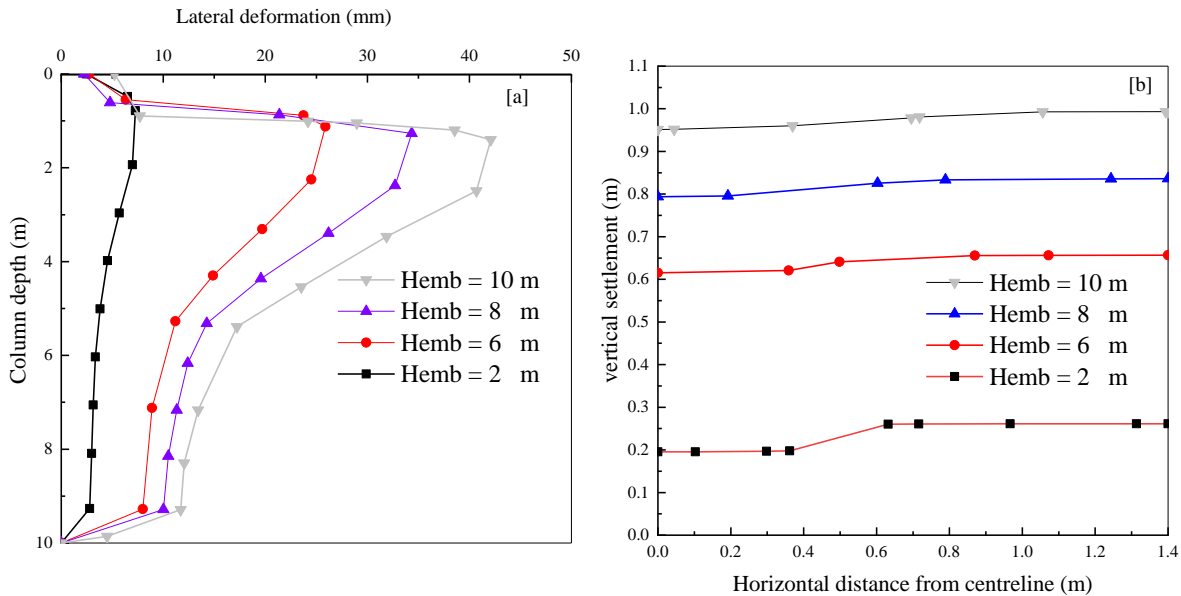 Lateral deformation (mm)
0 10 20 30 40 50
[a]
0
2
4
6
8
10
Column depth (m)
Hemb = 10 m
Hemb = 8 m
Hemb = 6 m
Hemb = 2 m
[b]
1.1
1.0
0.9
0.8
0.7
0.6
0.5
0.4
0.3
0.2
0.1
0.0
vertical settlement (m)
Hemb = 10 m
Hemb = 8 m
Hemb = 6 m
Hemb = 2 m
0.0 0.2 0.4 0.6 0.8 1.0 1.2 1.4
Horizontal distance from centreline (m)